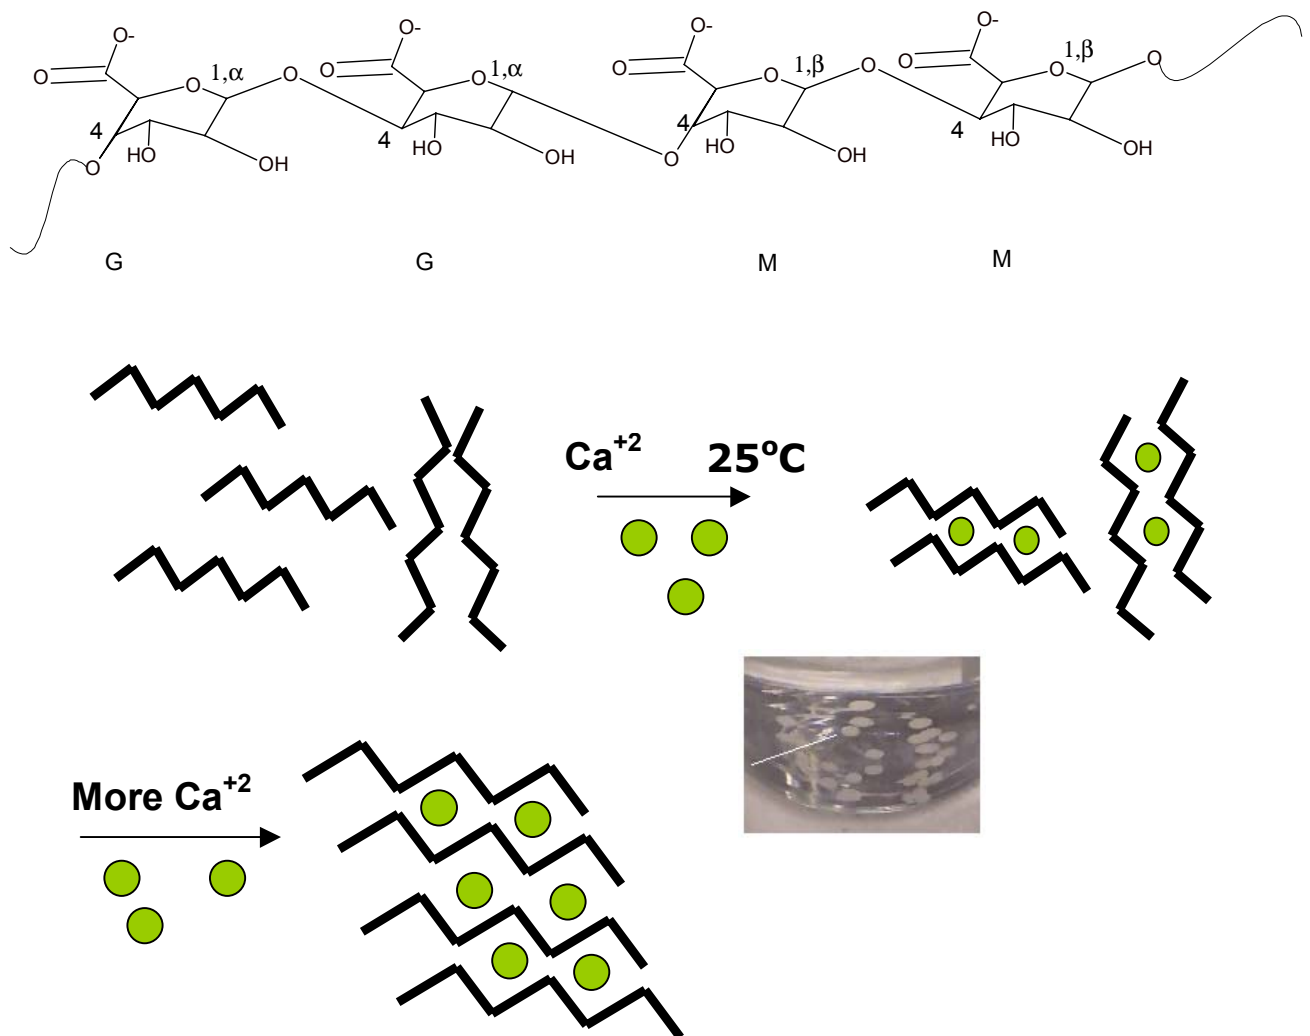 O- O- O- O-
O 1,α O O 1,α O 1,β O O 1,β O
O O O O
4 HO OH 4 HO OH 4 HO OH 4 HO OH
O O
G G M M
Ca+2 25oC
More Ca+2